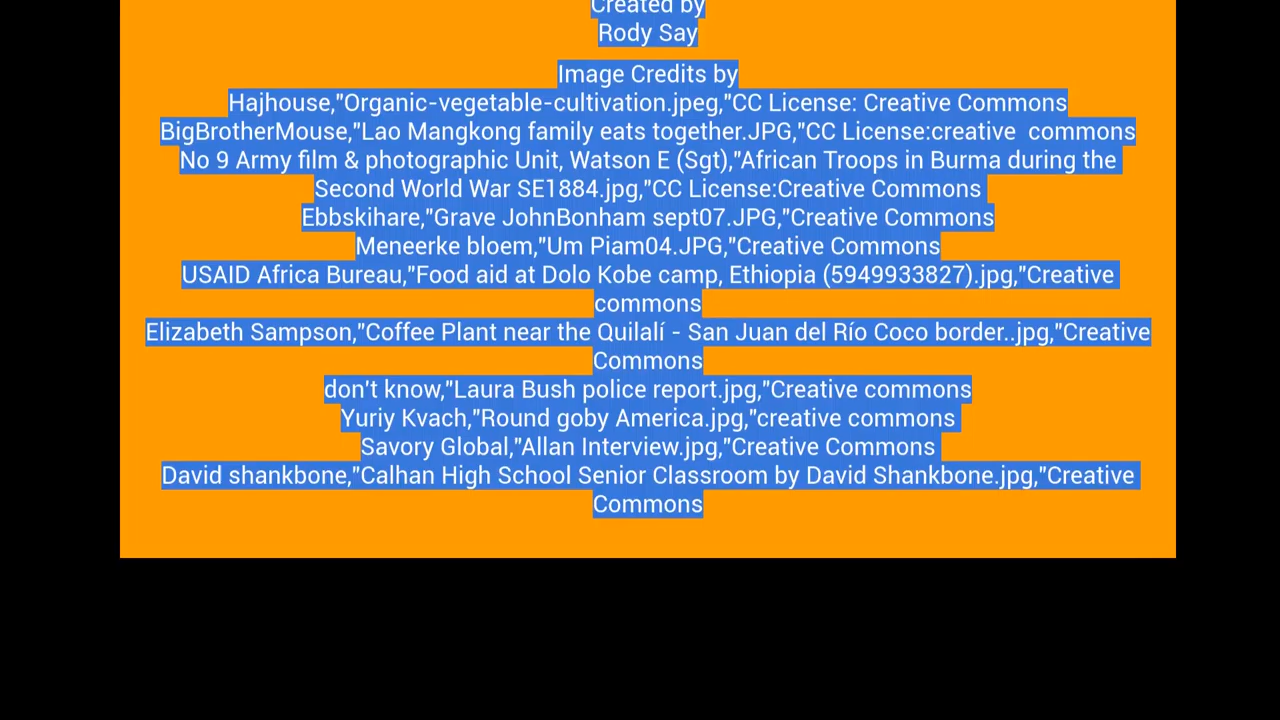 Created by
Rody Say
Image Credits by
Hajhouse,"Organic-vegetable-cultivation.jpeg,"CC License: Creative Commons
BigBrotherMouse,"Lao Mangkong family eats together.JPG,"CC License:creative  commons
No 9 Army film & photographic Unit, Watson E (Sgt),"African Troops in Burma during the
Second World War SE1884.jpg,"CC License:Creative Commons
Ebbskihare,"Grave JohnBonham sept07.JPG,"Creative Commons
Meneerke bloem,"Um Piam04.JPG,"Creative Commons
USAID Africa Bureau,"Food aid at Dolo Kobe camp, Ethiopia (5949933827).jpg,"Creative
commons
Elizabeth Sampson,"Coffee Plant near the Quilalí - San Juan del Río Coco border..jpg,"Creative
Commons
don't know,"Laura Bush police report.jpg,"Creative commons
Yuriy Kvach,"Round goby America.jpg,"creative commons
Savory Global,"Allan Interview.jpg,"Creative Commons
David shankbone,"Calhan High School Senior Classroom by David Shankbone.jpg,"Creative
Commons